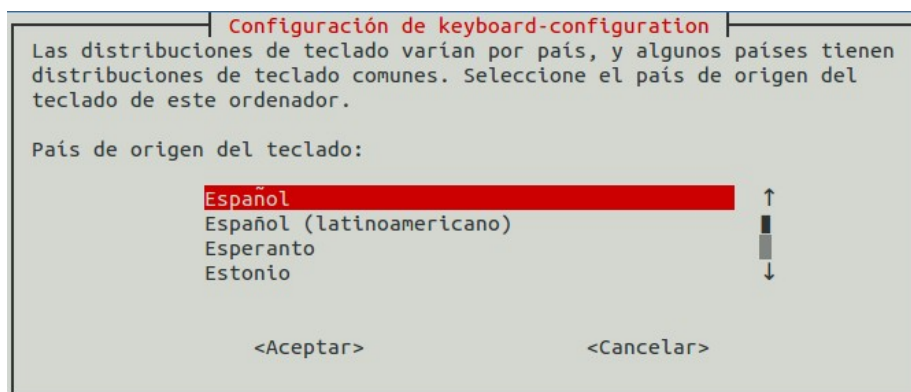 Configuración de keyboard-configuration
Las distribuciones de teclado varían por país, y algunos países tienen
distribuciones de teclado comunes. Seleccione el país de origen del
teclado de este ordenador.
País de origen del teclado:
Español
Español (latinoamericano)
Esperanto
Estonio
<Aceptar> <Cancelar>